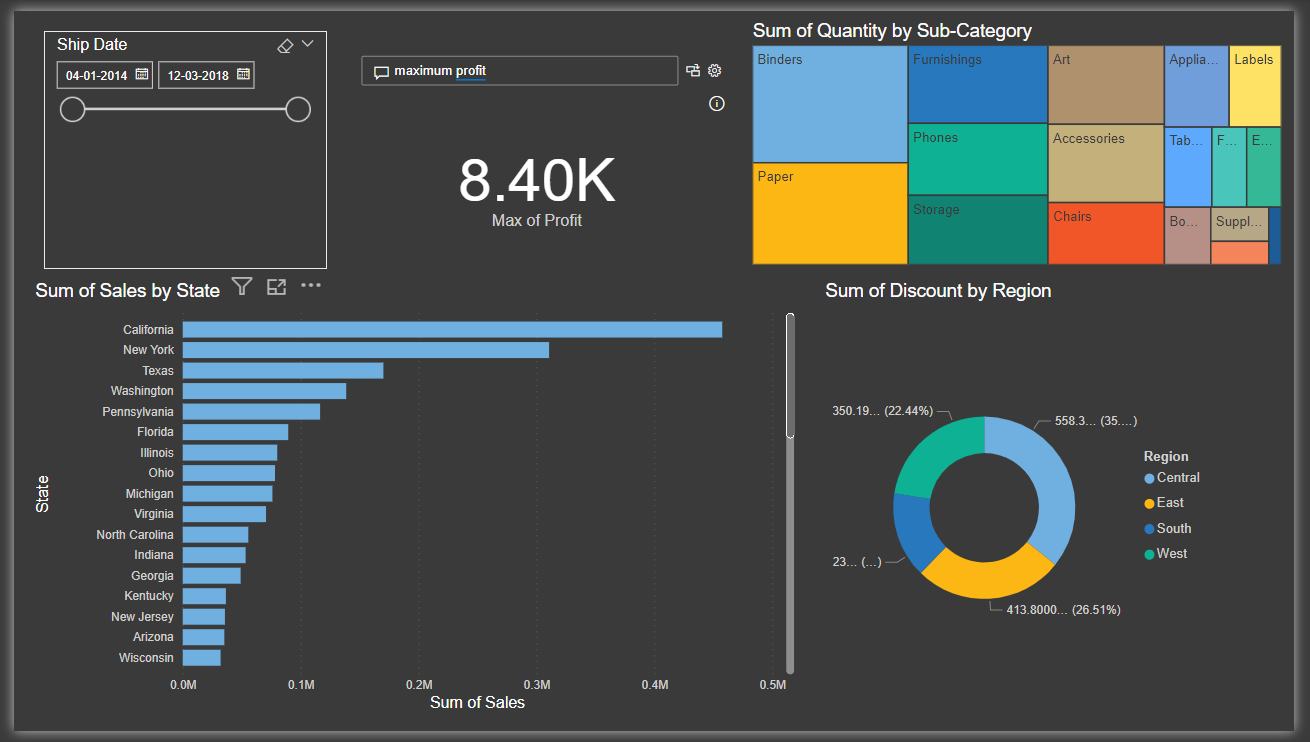 Ship Date
04-01-2014
12-03-2018
maximum profit
8.40K
Max of Profit
Sum of Quantity by Sub-Category
Binders
Furnishings
Art
Applia...
Labels
Phones
Accessories
Tab...
F...
E...
Paper
Storage
Chairs
Bo...
Suppl...
Sum of Sales by State
State
California
New York
Texas
Washington
Pennsylvania
Florida
Illinois
Ohio
Michigan
Virginia
North Carolina
Indiana
Georgia
Kentucky
New Jersey
Arizona
Wisconsin
0.0M 0.1M 0.2M 0.3M 0.4M 0.5M
Sum of Sales
Sum of Discount by Region
350.19... (22.44%)
558.3... (35....)
23... (...)
413.8000... (26.51%)
Region
Central
East
South
West